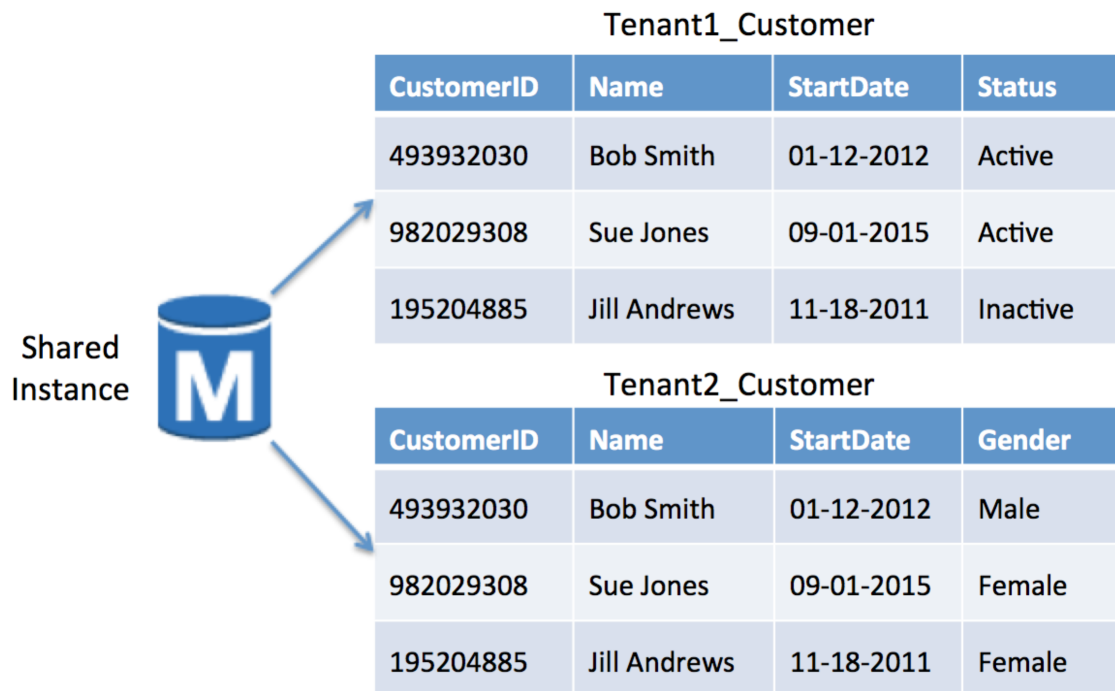 Tenant1_Customer
CustomerID Name StartDate Status
493932030 Bob Smith 01-12-2012 Active
982029308 Sue Jones 09-01-2015 Active
195204885 Jill Andrews 11-18-2011 Inactive
Shared
Instance
M
Tenant2_Customer
CustomerID Name StartDate Gender
493932030 Bob Smith 01-12-2012 Male
982029308 Sue Jones 09-01-2015 Female
195204885 Jill Andrews 11-18-2011 Female